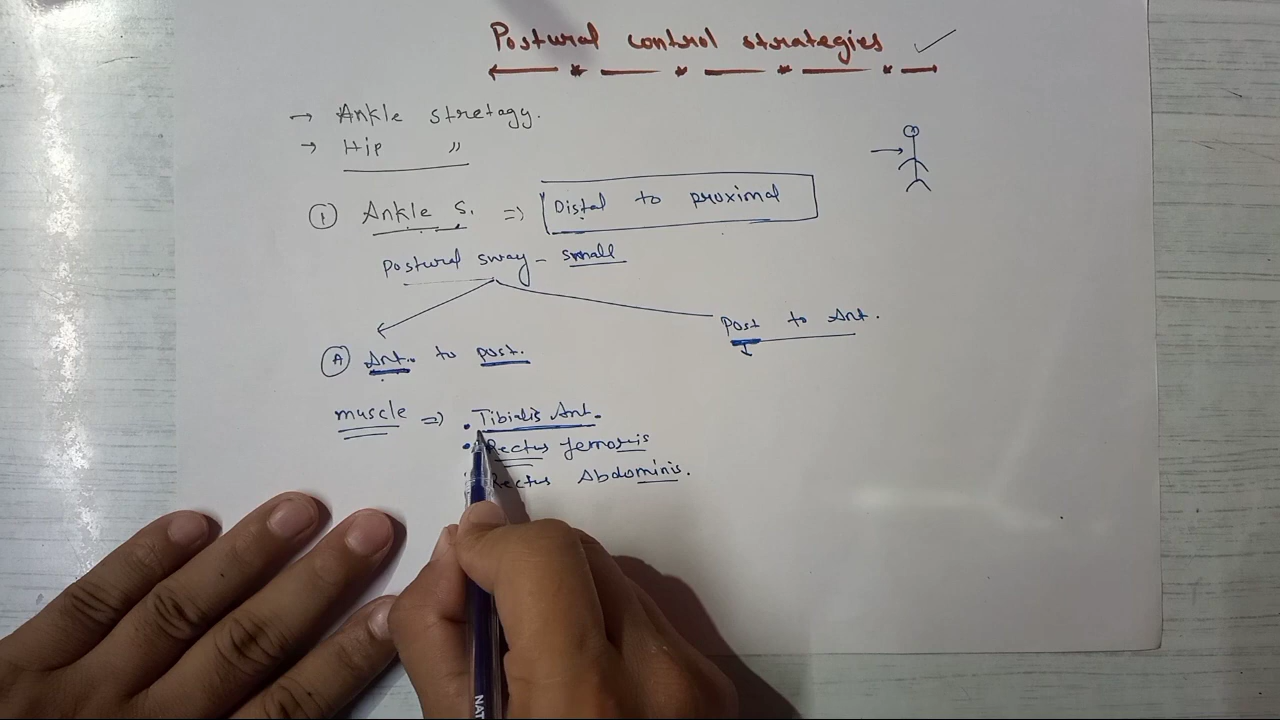 Postural control strategies
→ Ankle stretagy.
→ Hip "
① Ankle S. => Distal to proximal
Postural sway - small
Post to Ant.
Ⓐ Ant. to post.
muscle => . Tibialis Ant.
• Rectus femoris
Rectus Abdominis.
NAT